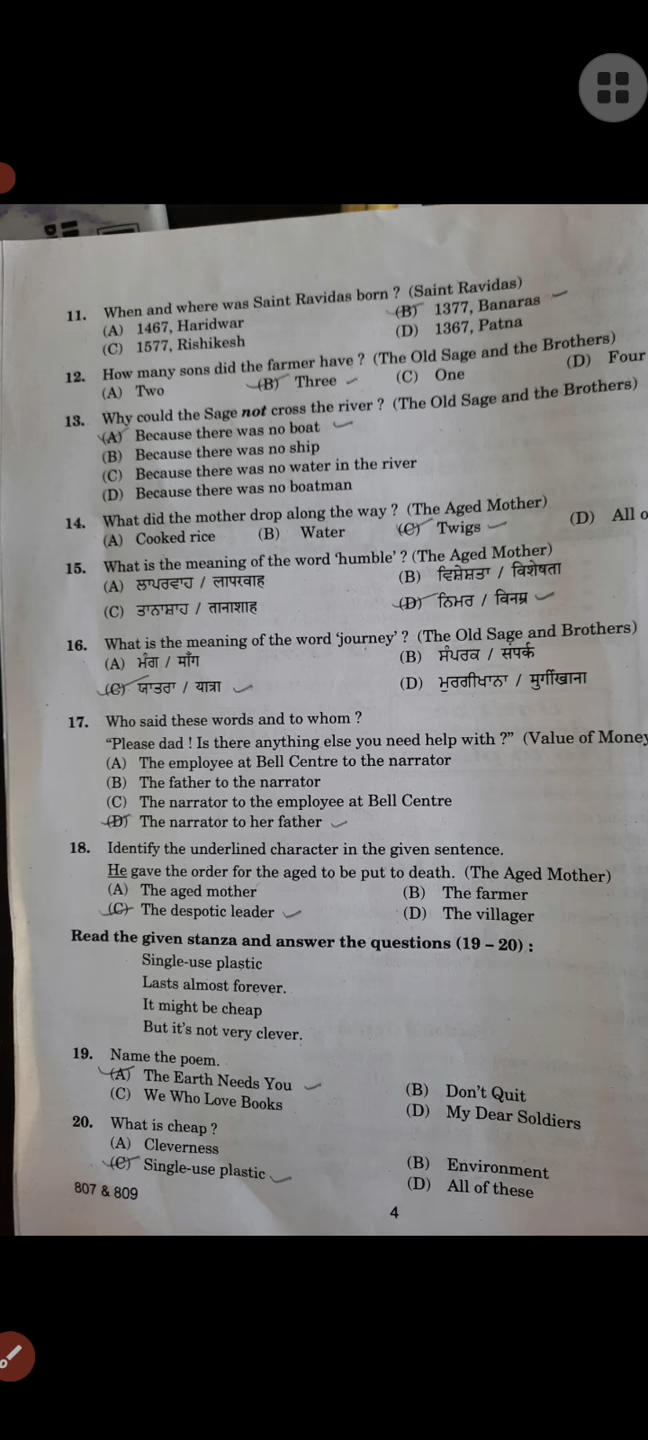 11. When and where was Saint Ravidas born ? (Saint Ravidas)
(A) 1467, Haridwar (B) 1377, Banaras
(C) 1577, Rishikesh (D) 1367, Patna
12. How many sons did the farmer have ? (The Old Sage and the Brothers)
(A) Two (B) Three (C) One (D) Four
13. Why could the Sage not cross the river ? (The Old Sage and the Brothers)
(A) Because there was no boat
(B) Because there was no ship
(C) Because there was no water in the river
(D) Because there was no boatman
14. What did the mother drop along the way ? (The Aged Mother)
(A) Cooked rice (B) Water (C) Twigs (D) All o
15. What is the meaning of the word ‘humble’ ? (The Aged Mother)
(A) ਲਾਪਰਵਾਹ / लापरवाह (B) ਵਿਸ਼ੇਸ਼ਤਾ / विशेषता
(C) ਤਾਨਾਸ਼ਾਹ / तानाशाह (D) ਨਿਮਰ / विनम्र
16. What is the meaning of the word ‘journey’ ? (The Old Sage and Brothers)
(A) ਮੰਗ / माँग (B) ਸੰਪਰਕ / संपर्क
(C) ਯਾਤਰਾ / यात्रा (D) ਮੁਰਗੀਖਾਨਾ / मुर्गीखाना
17. Who said these words and to whom ?
“Please dad ! Is there anything else you need help with ?” (Value of Money
(A) The employee at Bell Centre to the narrator
(B) The father to the narrator
(C) The narrator to the employee at Bell Centre
(D) The narrator to her father
18. Identify the underlined character in the given sentence.
He gave the order for the aged to be put to death. (The Aged Mother)
(A) The aged mother (B) The farmer
(C) The despotic leader (D) The villager
Read the given stanza and answer the questions (19 – 20) :
Single-use plastic
Lasts almost forever.
It might be cheap
But it’s not very clever.
19. Name the poem.
(A) The Earth Needs You (B) Don’t Quit
(C) We Who Love Books (D) My Dear Soldiers
20. What is cheap ?
(A) Cleverness (B) Environment
(C) Single-use plastic (D) All of these
807 & 809
4